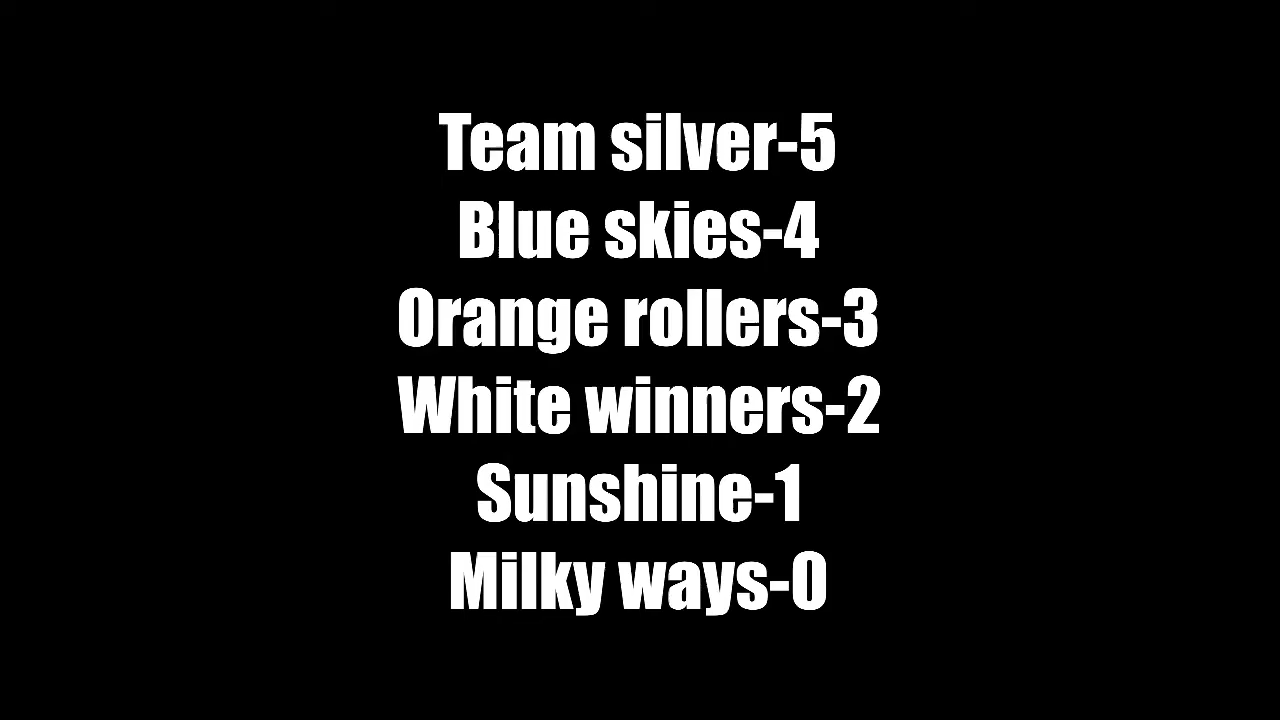 Team silver-5
Blue skies-4
Orange rollers-3
White winners-2
Sunshine-1
Milky ways-0